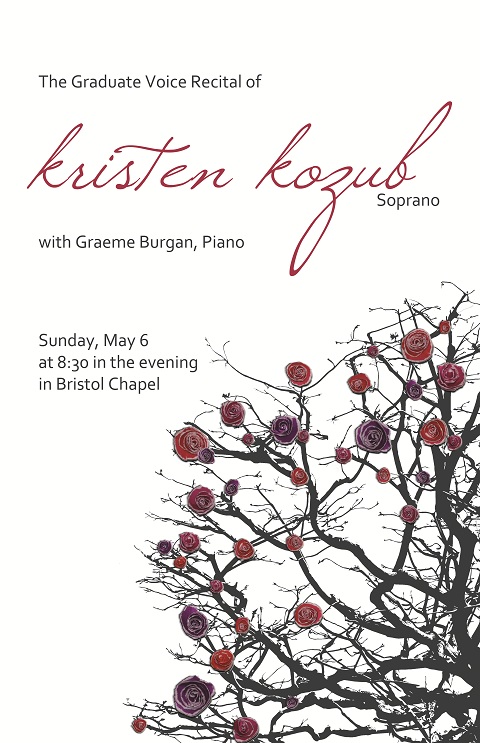 The Graduate Voice Recital of
kristen kozub
Soprano
with Graeme Burgan, Piano
Sunday, May 6
at 8:30 in the evening
in Bristol Chapel